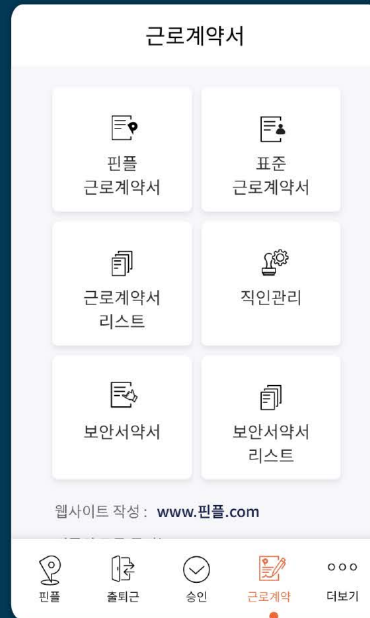 근로계약서
핀플
근로계약서
표준
근로계약서
근로계약서
리스트
직인관리
보안서약서
보안서약서
리스트
웹사이트 작성 : www.핀플.com
핀플
출퇴근
승인
근로계약
더보기